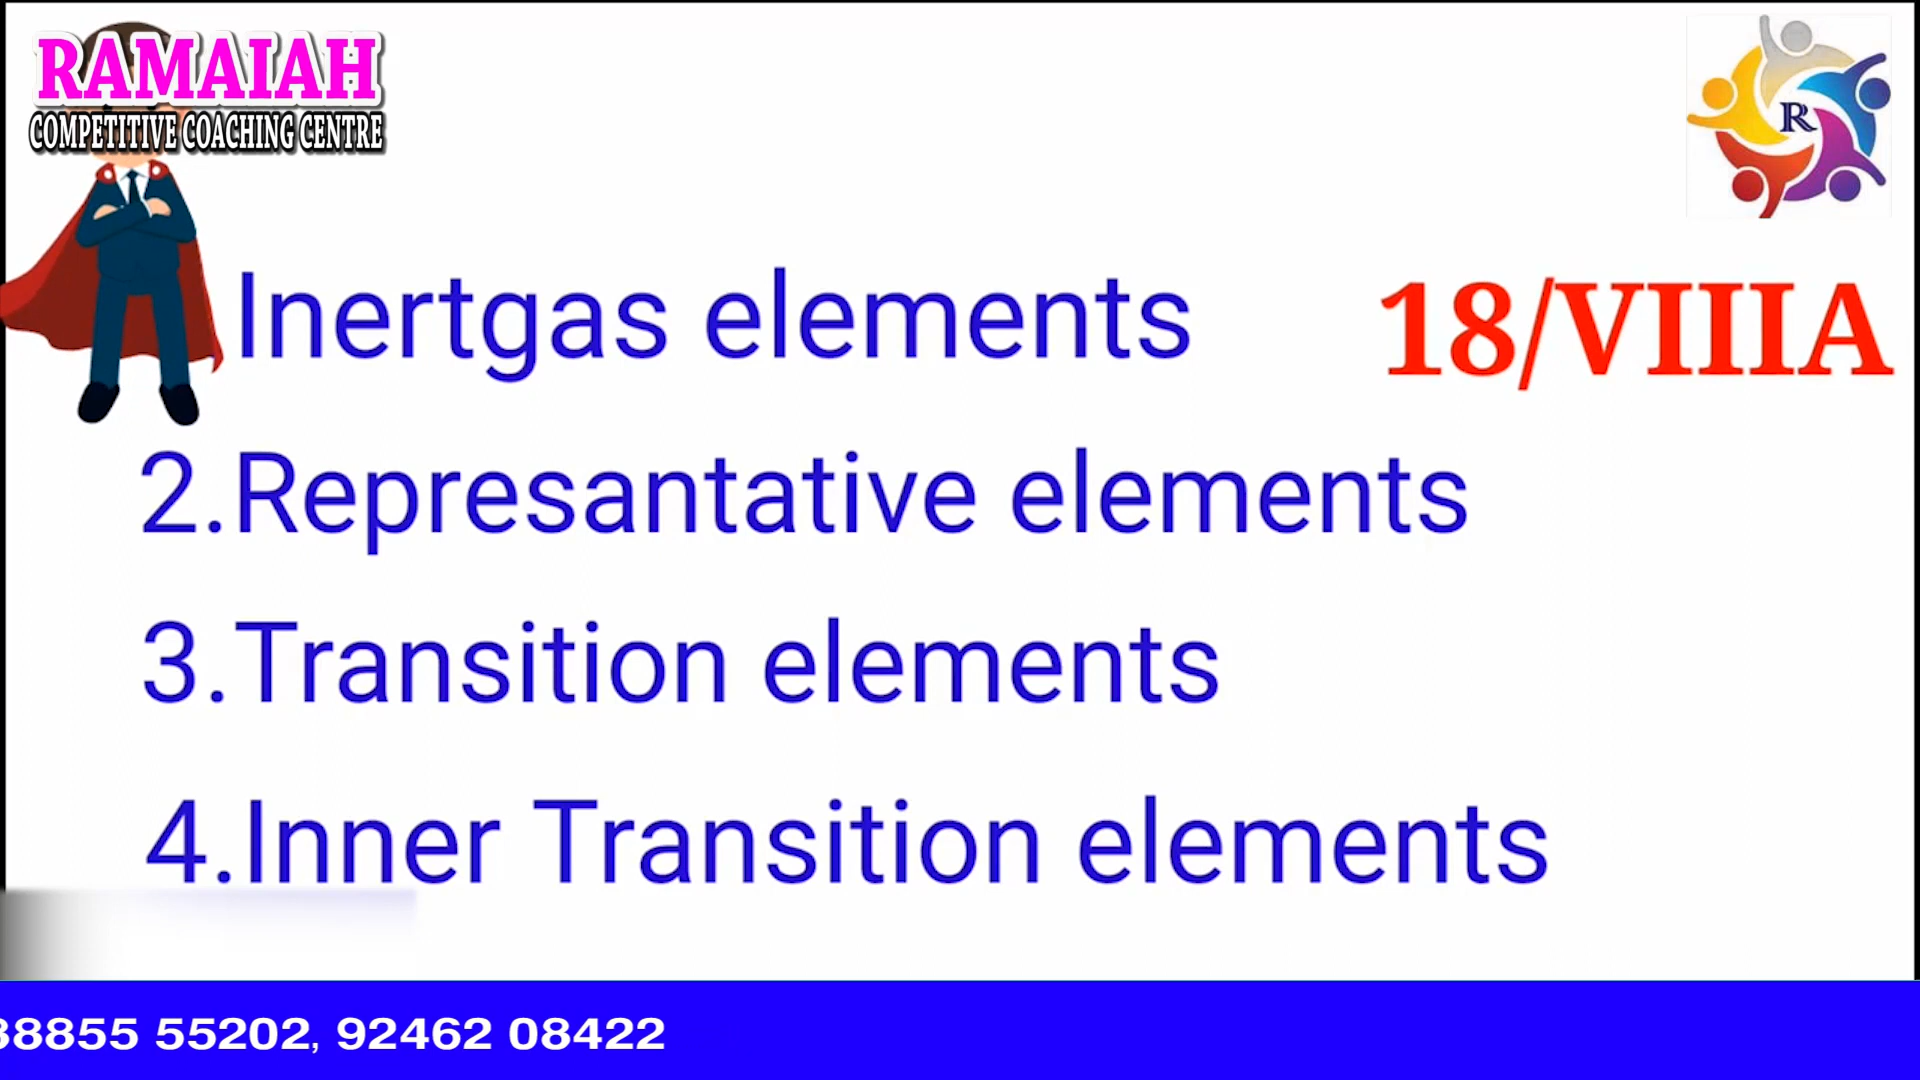 RAMAIAH
COMPETITIVE COACHING CENTRE
R
Inertgas elements 18/VIIIA
2.Represantative elements
3.Transition elements
4.Inner Transition elements
88855 55202, 92462 08422